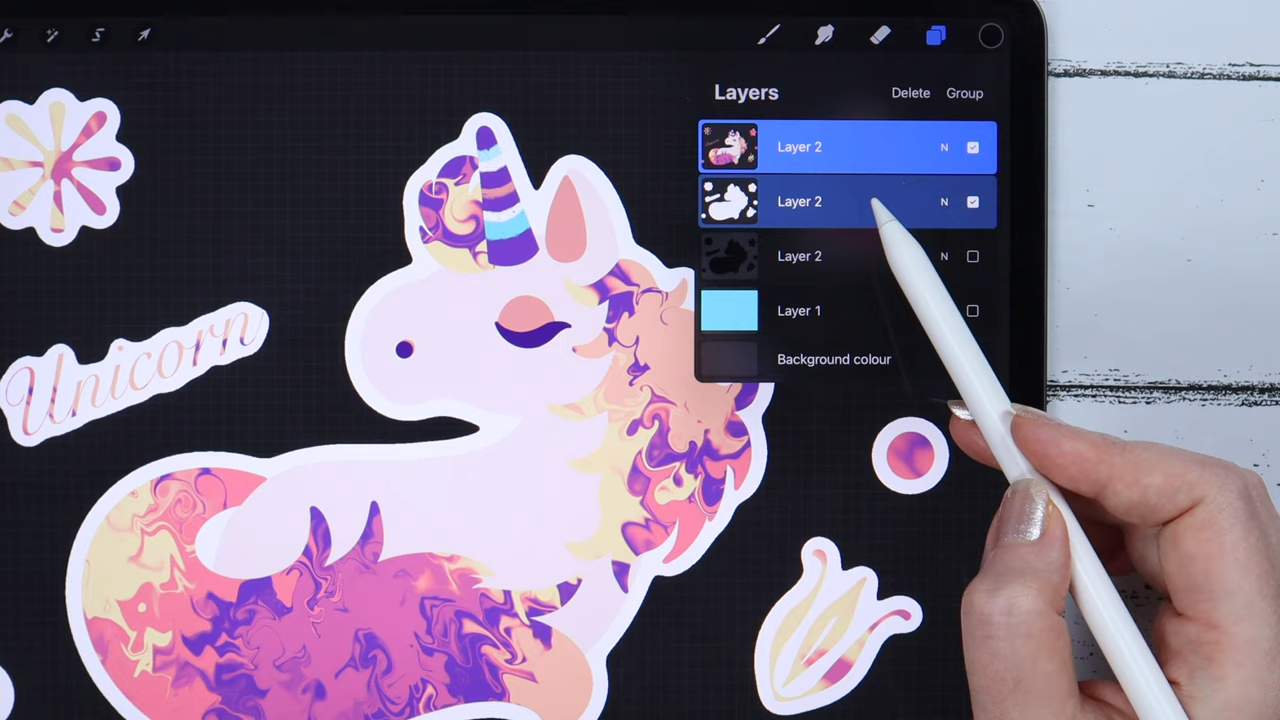 Layers Delete Group
Layer 2 N
Layer 2 N
Layer 2 N
Layer 1
Background colour
Unicorn